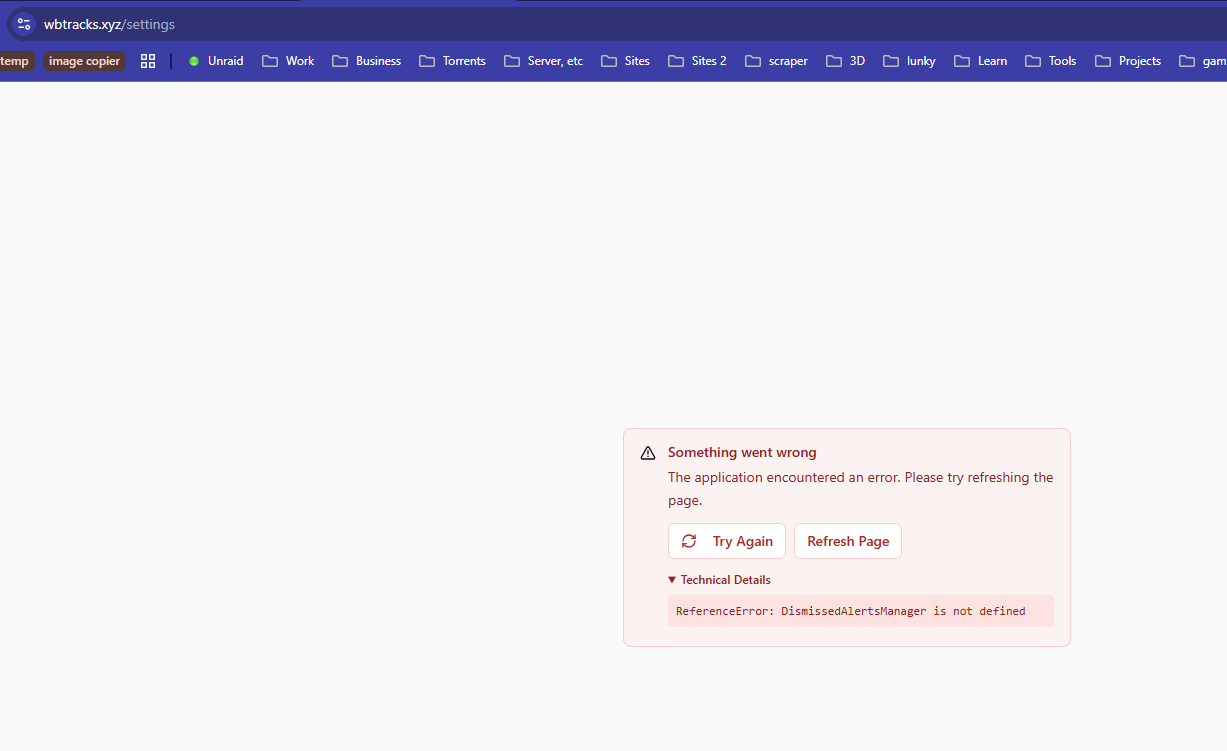 wbtracks.xyz/settings
temp image copier Unraid Work Business Torrents Server, etc Sites Sites 2 scraper 3D lunky Learn Tools Projects gam
Something went wrong
The application encountered an error. Please try refreshing the
page.
Try Again Refresh Page
▼ Technical Details
ReferenceError: DismissedAlertsManager is not defined